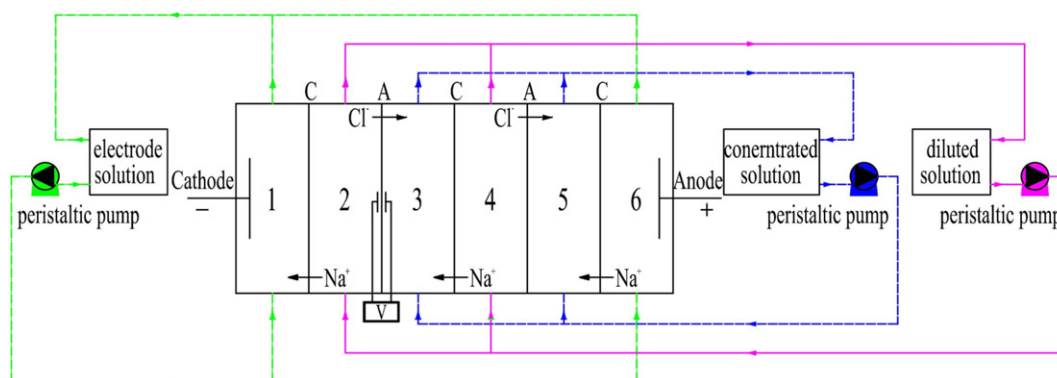 C A C A C
Cl⁻ Cl⁻
electrode
solution
conerntrated
solution
diluted
solution
Cathode
−
Anode
+
1 2 3 4 5 6
peristaltic pump
peristaltic pump
peristaltic pump
Na⁺ Na⁺ Na⁺
V